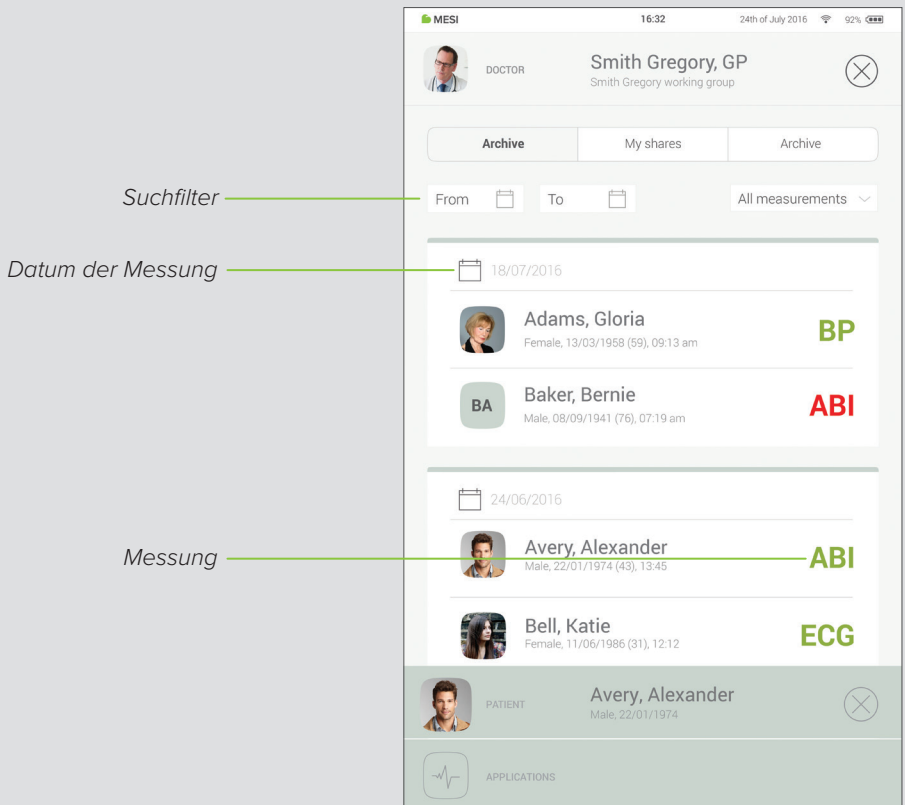 MESI 16:32 24th of July 2016 92%
DOCTOR Smith Gregory, GP
Smith Gregory working group
Archive My shares Archive
Suchfilter From To All measurements
Datum der Messung 18/07/2016
Adams, Gloria BP
Female, 13/03/1958 (59), 09:13 am
BA Baker, Bernie ABI
Male, 08/09/1941 (76), 07:19 am
24/06/2016
Messung Avery, Alexander ABI
Male, 22/01/1974 (43), 13:45
Bell, Katie ECG
Female, 11/06/1986 (31), 12:12
PATIENT Avery, Alexander
Male, 22/01/1974
APPLICATIONS